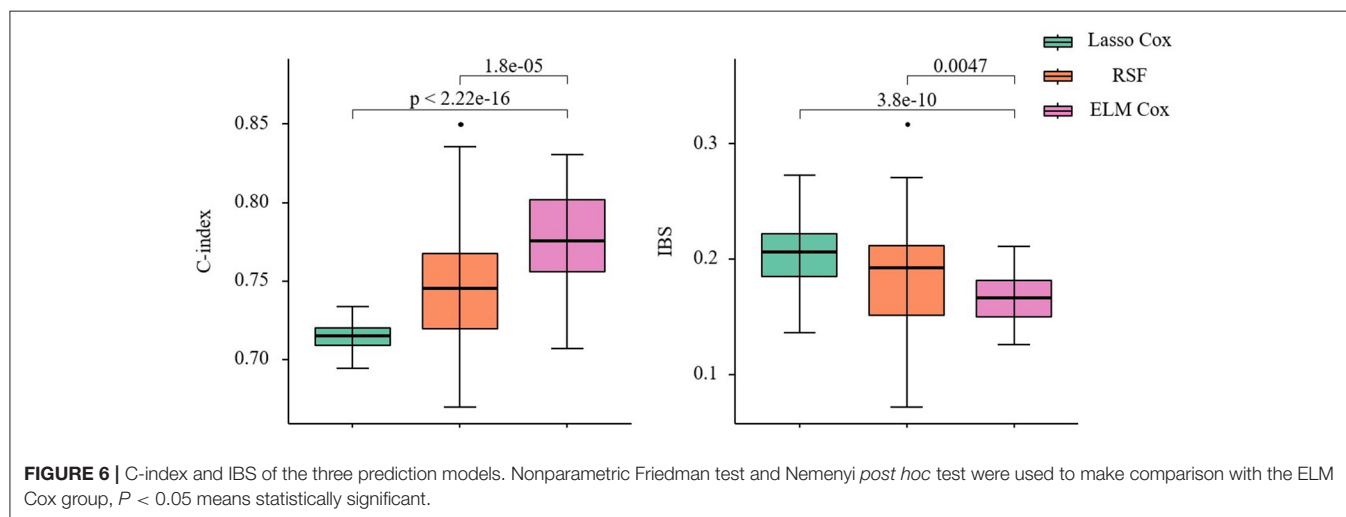 Lasso Cox
RSF
ELM Cox
1.8e-05
p < 2.22e-16
0.85
0.80
0.75
0.70
C-index
0.0047
3.8e-10
0.3
0.2
0.1
IBS
FIGURE 6 | C-index and IBS of the three prediction models. Nonparametric Friedman test and Nemenyi post hoc test were used to make comparison with the ELM
Cox group, P < 0.05 means statistically significant.